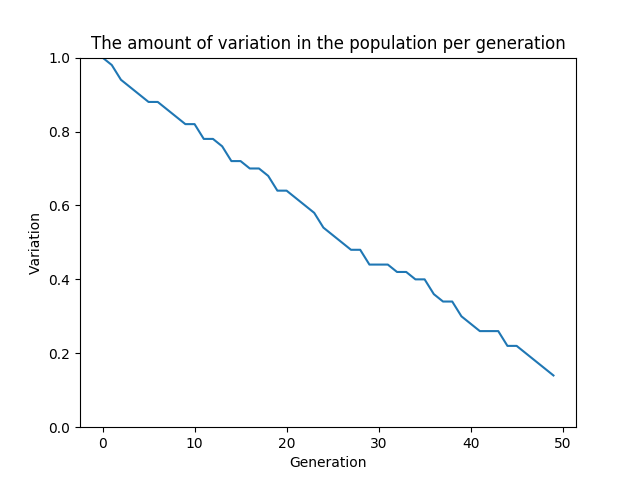 The amount of variation in the population per generation
1.0
0.8
0.6
0.4
0.2
0.0
Variation
0 10 20 30 40 50
Generation